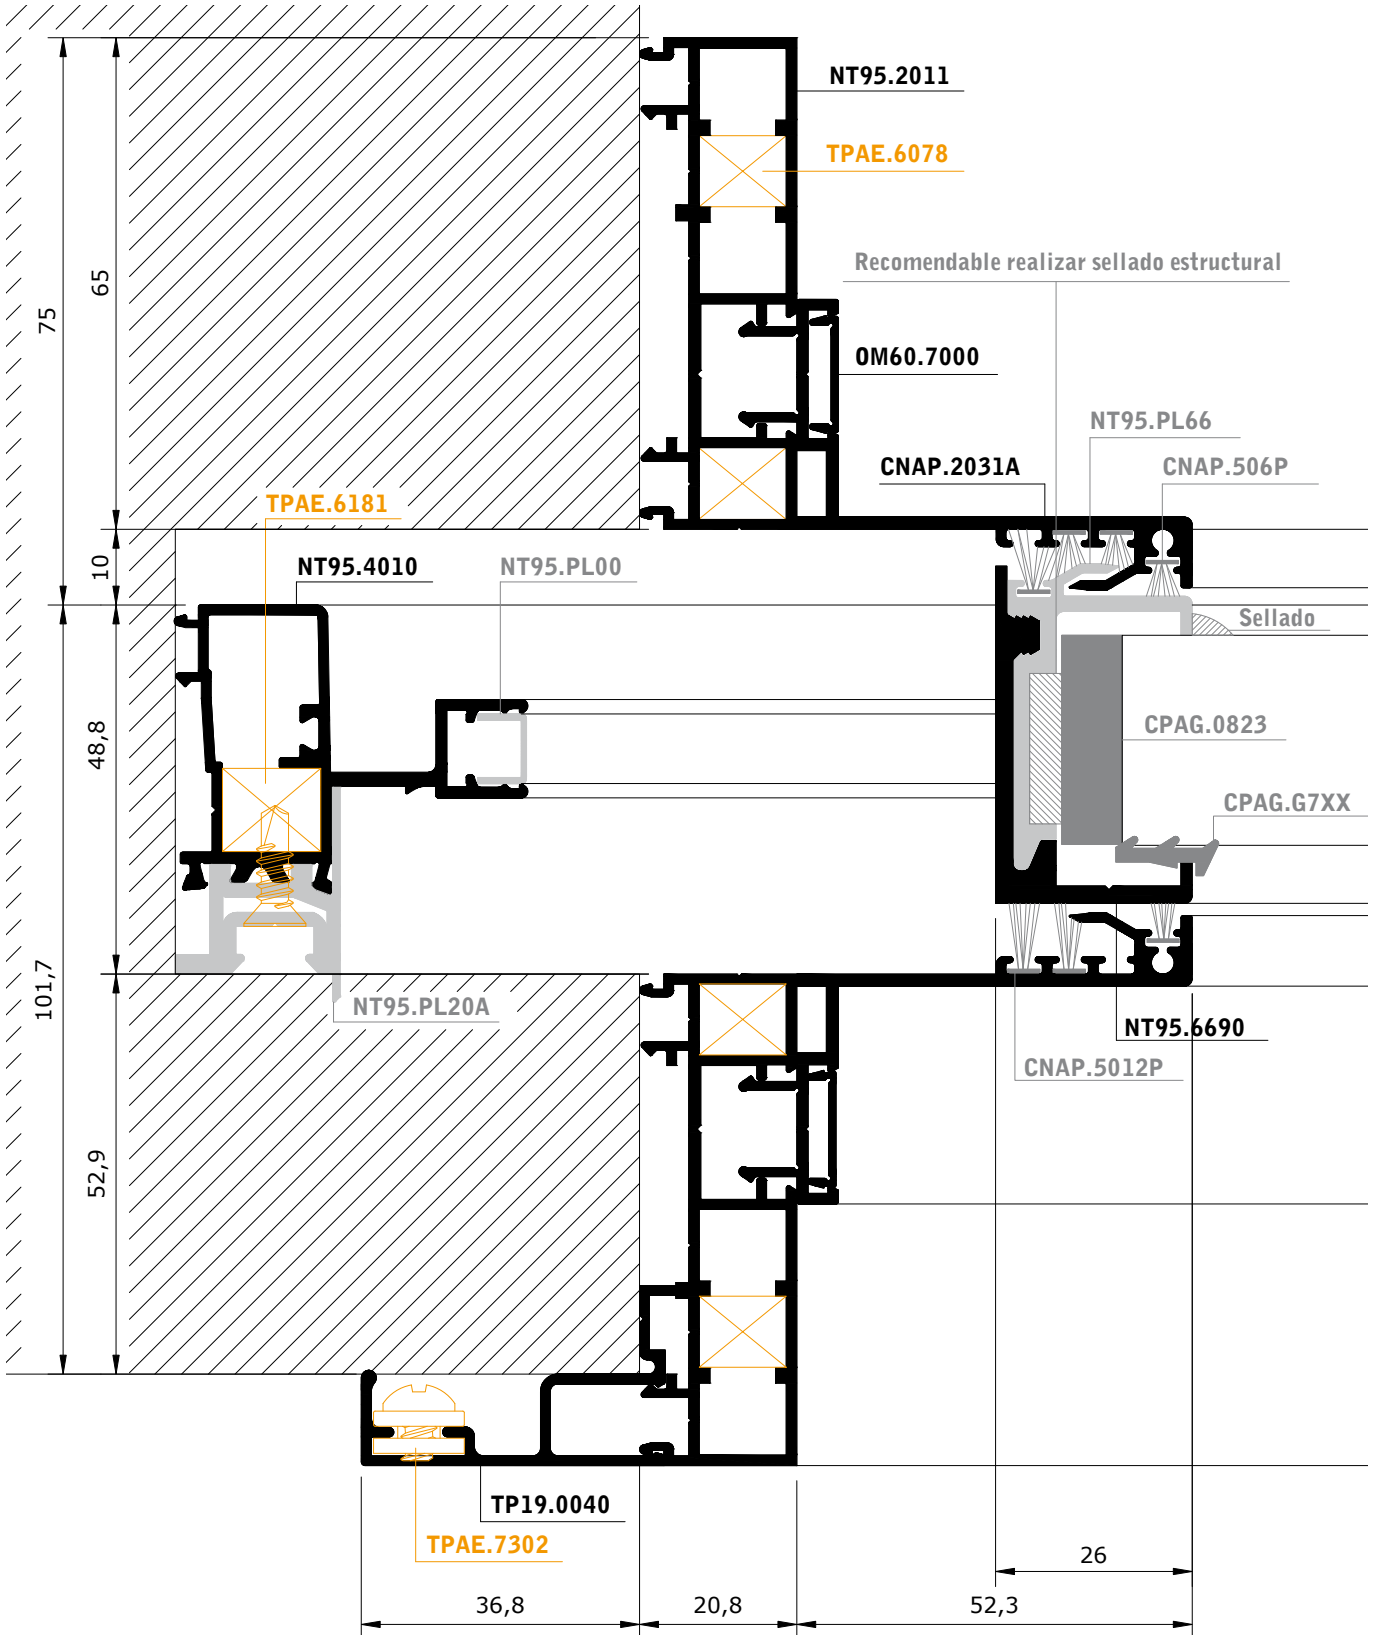 NT95.2011
TPAE.6078
Recomendable realizar sellado estructural
65
75
OM60.7000
NT95.PL66
CNAP.2031A
CNAP.506P
TPAE.6181
10
NT95.4010
NT95.PL00
Sellado
CPAG.0823
48,8
CPAG.G7XX
101,7
NT95.PL20A
NT95.6690
CNAP.5012P
52,9
TP19.0040
TPAE.7302
26
36,8
20,8
52,3